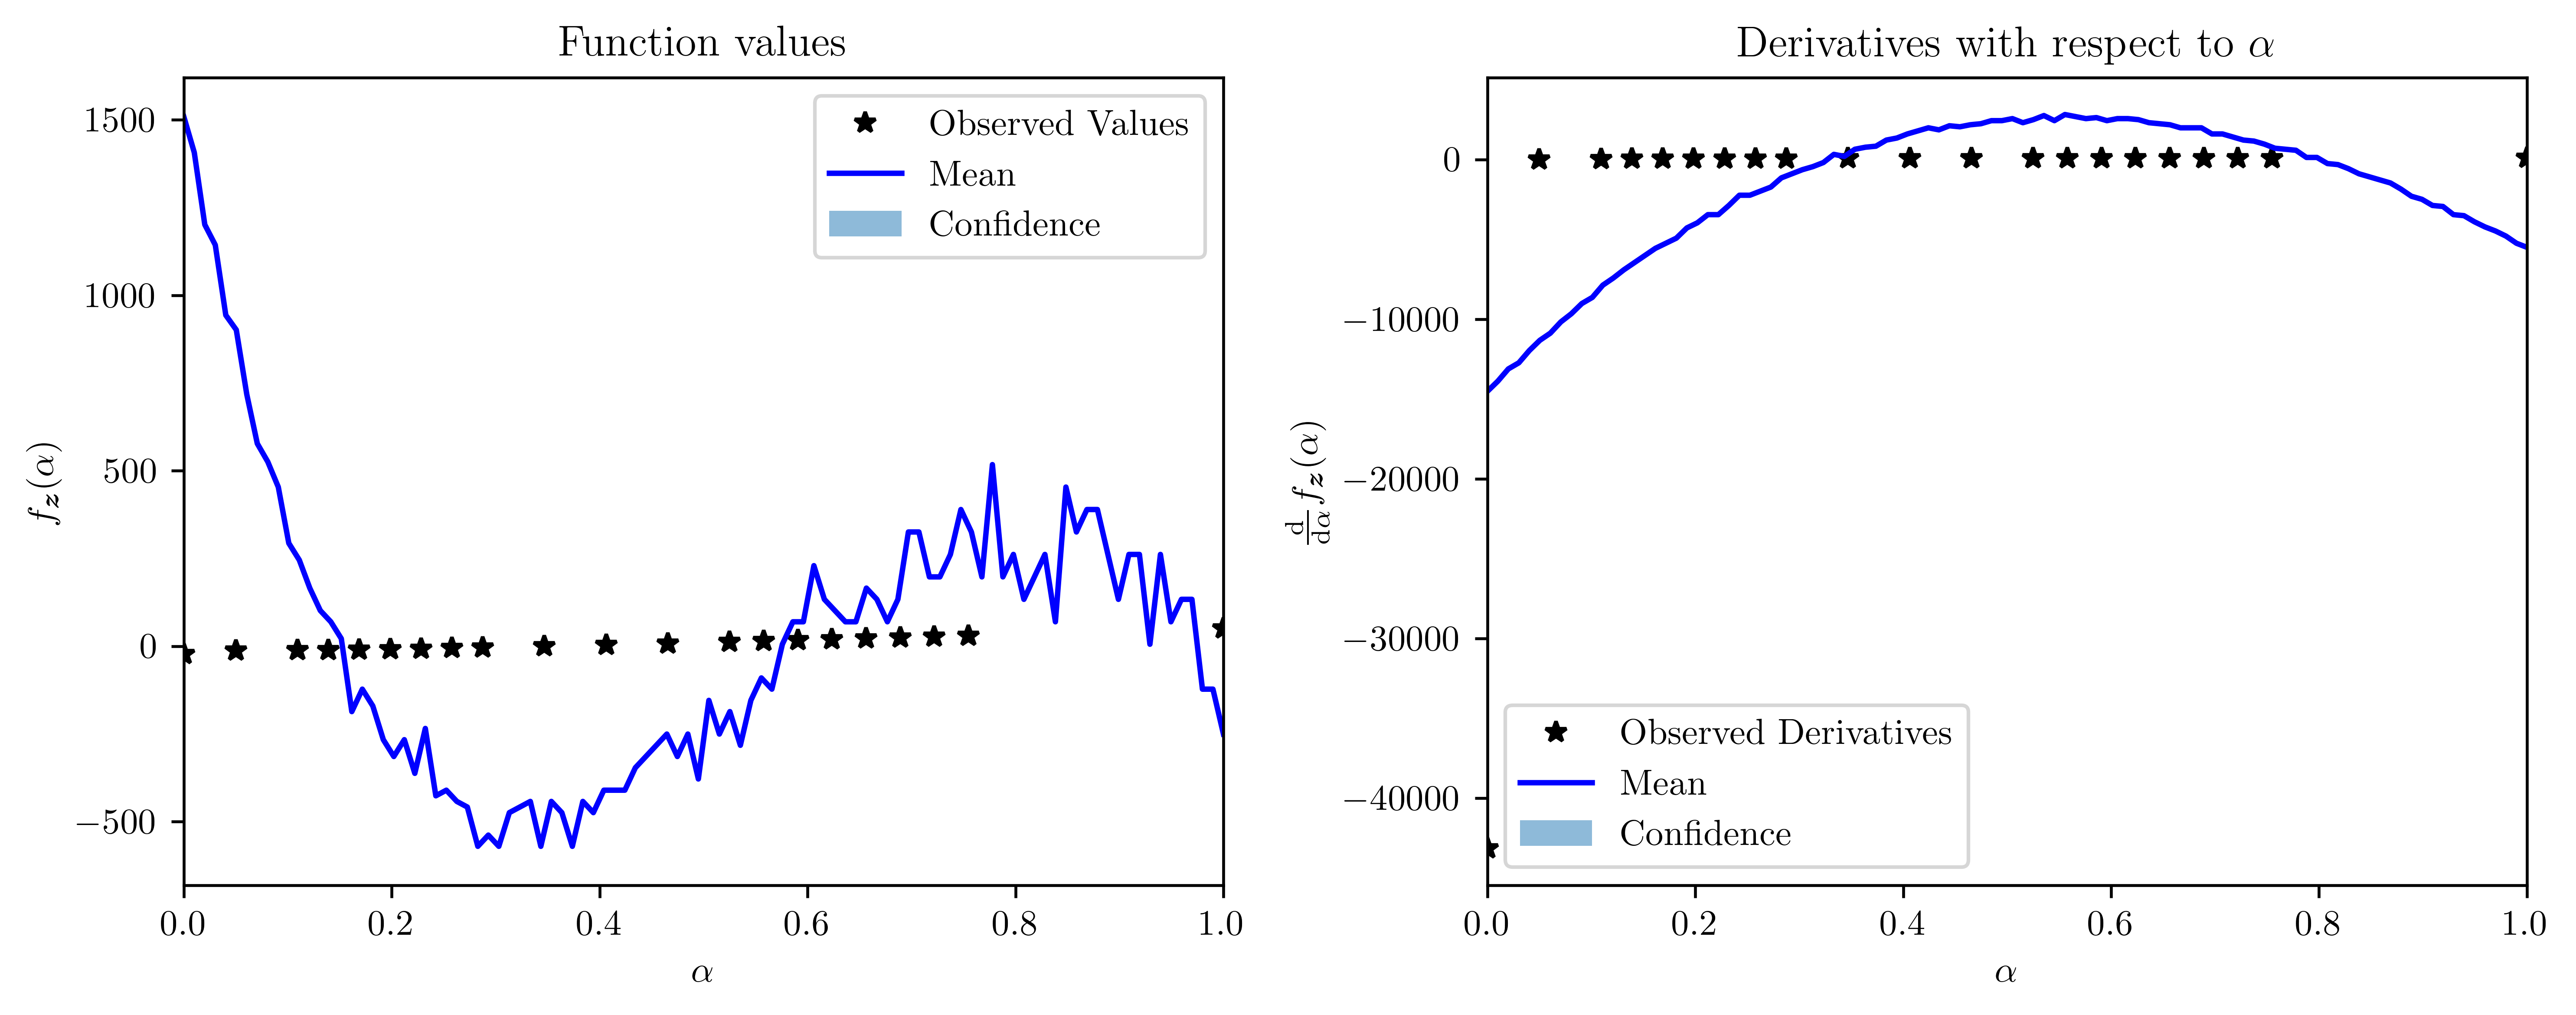 Function values
1500
1000
500
0
−500
0.0 0.2 0.4 0.6 0.8 1.0
α
f_z(α)
Observed Values
Mean
Confidence
Derivatives with respect to α
0
−10000
−20000
−30000
−40000
0.0 0.2 0.4 0.6 0.8 1.0
α
d/dα f_z(α)
Observed Derivatives
Mean
Confidence